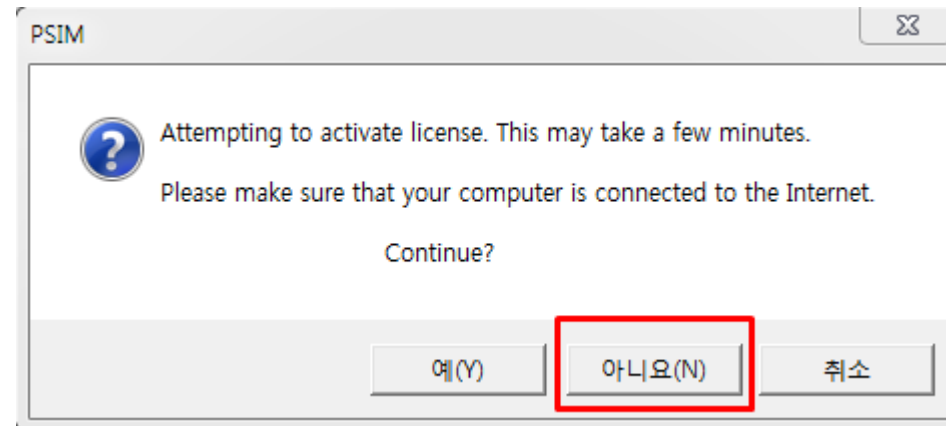 PSIM
Attempting to activate license. This may take a few minutes.
Please make sure that your computer is connected to the Internet.
Continue?
예(Y) 아니요(N) 취소